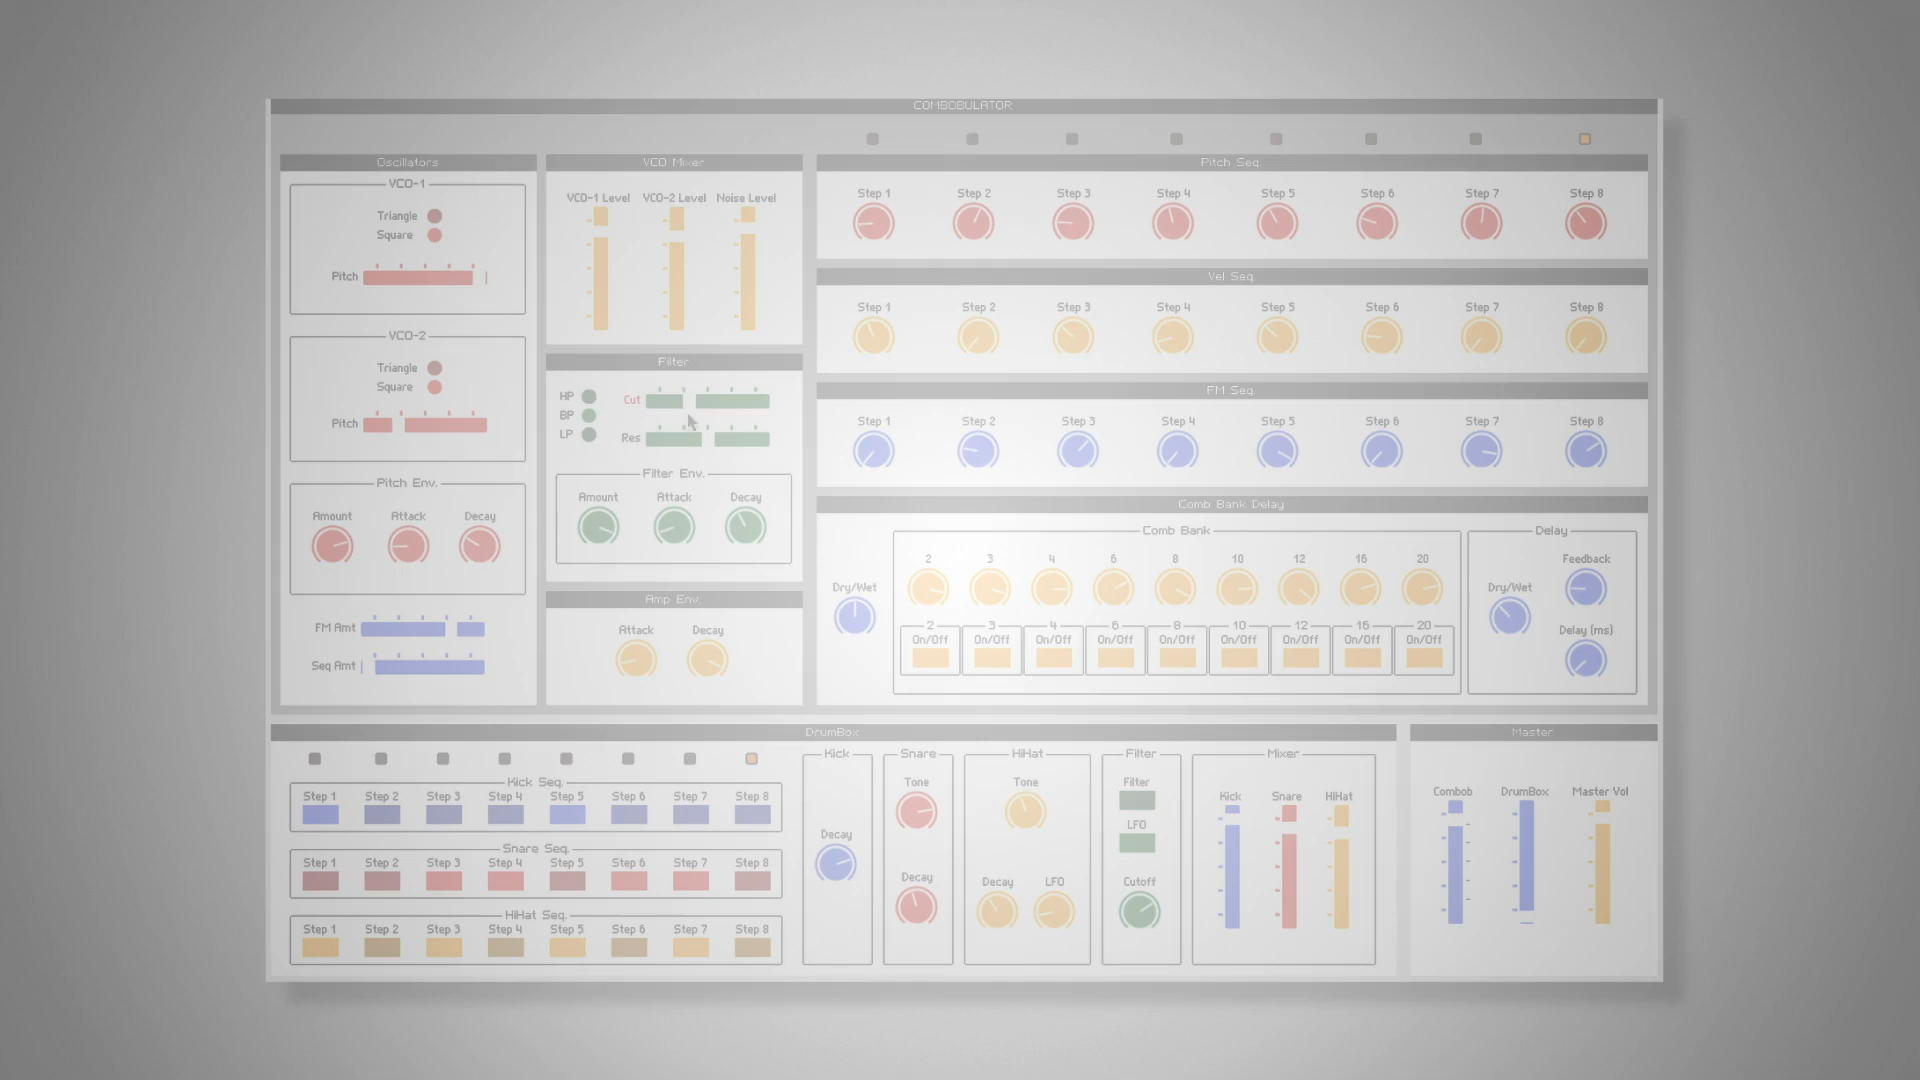 COMBOBULATOR
Oscillators
VCO-1
Triangle
Square
Pitch
VCO-2
Triangle
Square
Pitch
Pitch Env.
Amount Attack Decay
FM Amt
Seq Amt
VCO Mixer
VCO-1 Level VCO-2 Level Noise Level
Filter
HP
BP
LP
Cut
Res
Filter Env.
Amount Attack Decay
Amp Env.
Attack Decay
Pitch Seq.
Step 1 Step 2 Step 3 Step 4 Step 5 Step 6 Step 7 Step 8
Vel Seq.
Step 1 Step 2 Step 3 Step 4 Step 5 Step 6 Step 7 Step 8
FM Seq.
Step 1 Step 2 Step 3 Step 4 Step 5 Step 6 Step 7 Step 8
Comb Bank Delay
Dry/Wet
Comb Bank
2 3 4 6 8 10 12 16 20
2 3 4 6 8 10 12 16 20
On/Off On/Off On/Off On/Off On/Off On/Off On/Off On/Off On/Off
Delay
Feedback
Dry/Wet
Delay (ms)
DrumBox
Kick Seq.
Step 1 Step 2 Step 3 Step 4 Step 5 Step 6 Step 7 Step 8
Snare Seq.
Step 1 Step 2 Step 3 Step 4 Step 5 Step 6 Step 7 Step 8
HiHat Seq.
Step 1 Step 2 Step 3 Step 4 Step 5 Step 6 Step 7 Step 8
Kick
Decay
Snare
Tone
Decay
HiHat
Tone
Decay LFO
Filter
Filter
LFO
Cutoff
Mixer
Kick Snare HiHat
Master
Combob DrumBox Master Vol